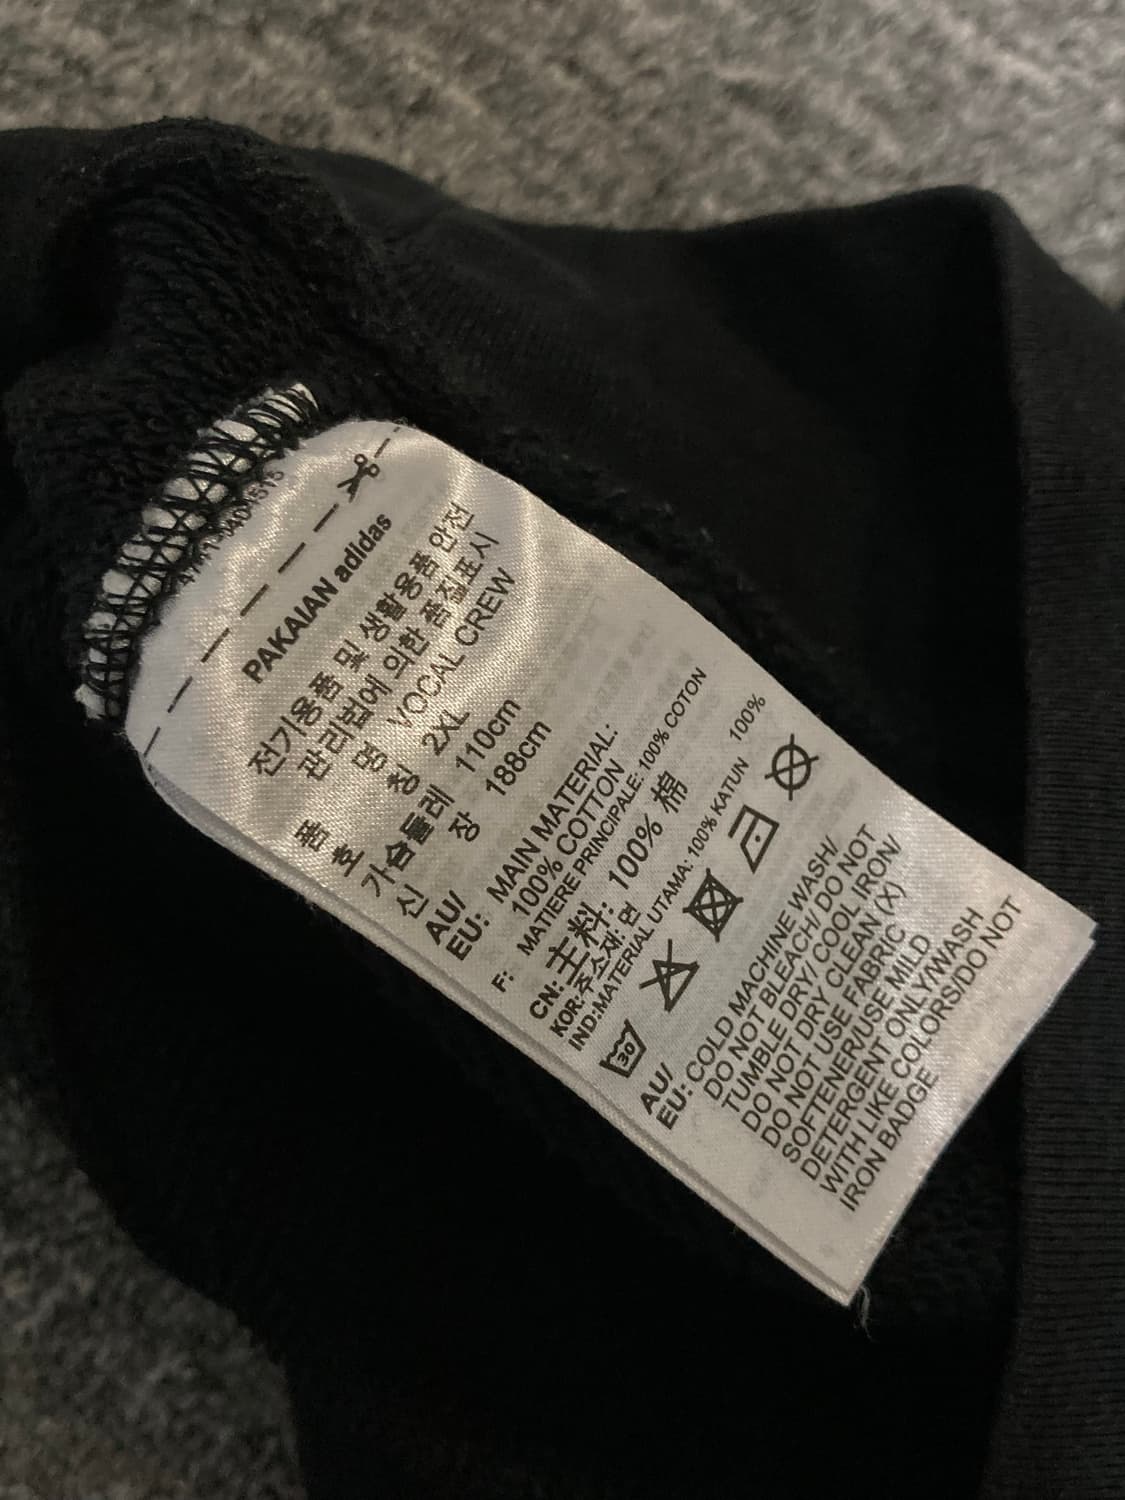 PAKAIAN adidas
전기용품 및 생활용품 안전
관리법에 의한 품질표시
품 명 VOCAL CREW
호 칭 2XL
가슴둘레 110cm
신 장 188cm
AU/
EU: MAIN MATERIAL:
100% COTTON
F: MATIERE PRINCIPALE: 100% COTON
CN: 主料: 100% 棉
KOR:주소재: 면 100%
IND:MATERIAL UTAMA: 100% KATUN
30
AU/
EU: COLD MACHINE WASH/
DO NOT BLEACH/ DO NOT
TUMBLE DRY/ COOL IRON/
DO NOT DRY CLEAN (X)
DO NOT USE FABRIC
SOFTENER/USE MILD
DETERGENT ONLY/WASH
WITH LIKE COLORS/DO NOT
IRON BADGE